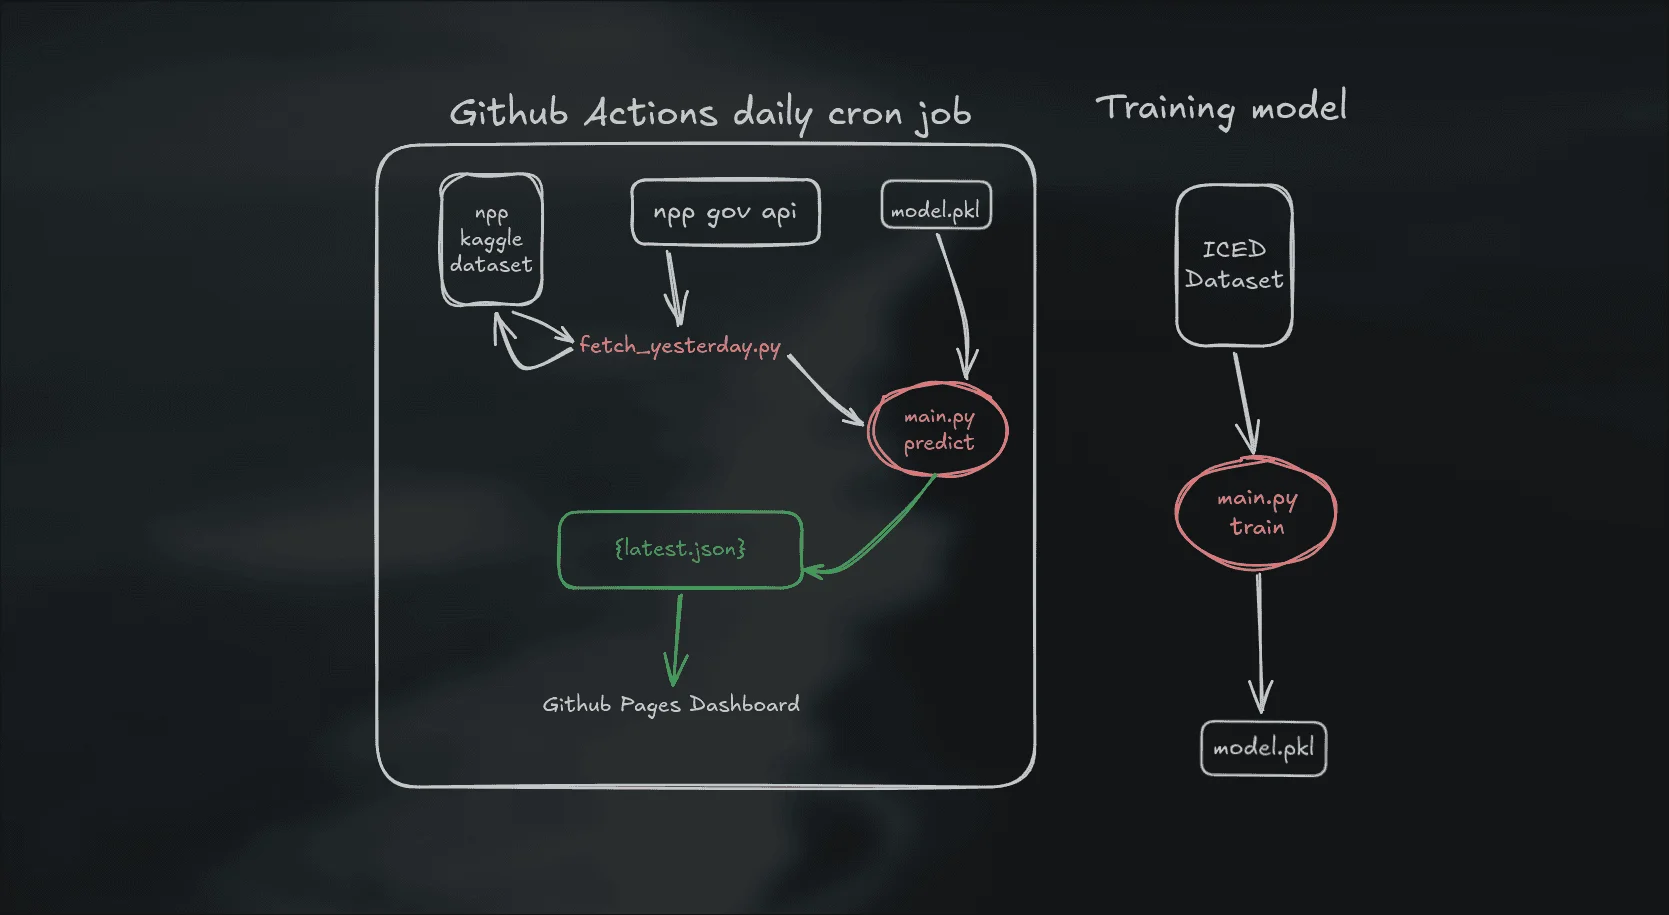 Github Actions daily cron job
Training model
npp
kaggle
dataset
npp gov api
model.pkl
fetch_yesterday.py
main.py
predict
{latest.json}
Github Pages Dashboard
ICED
Dataset
main.py
train
model.pkl